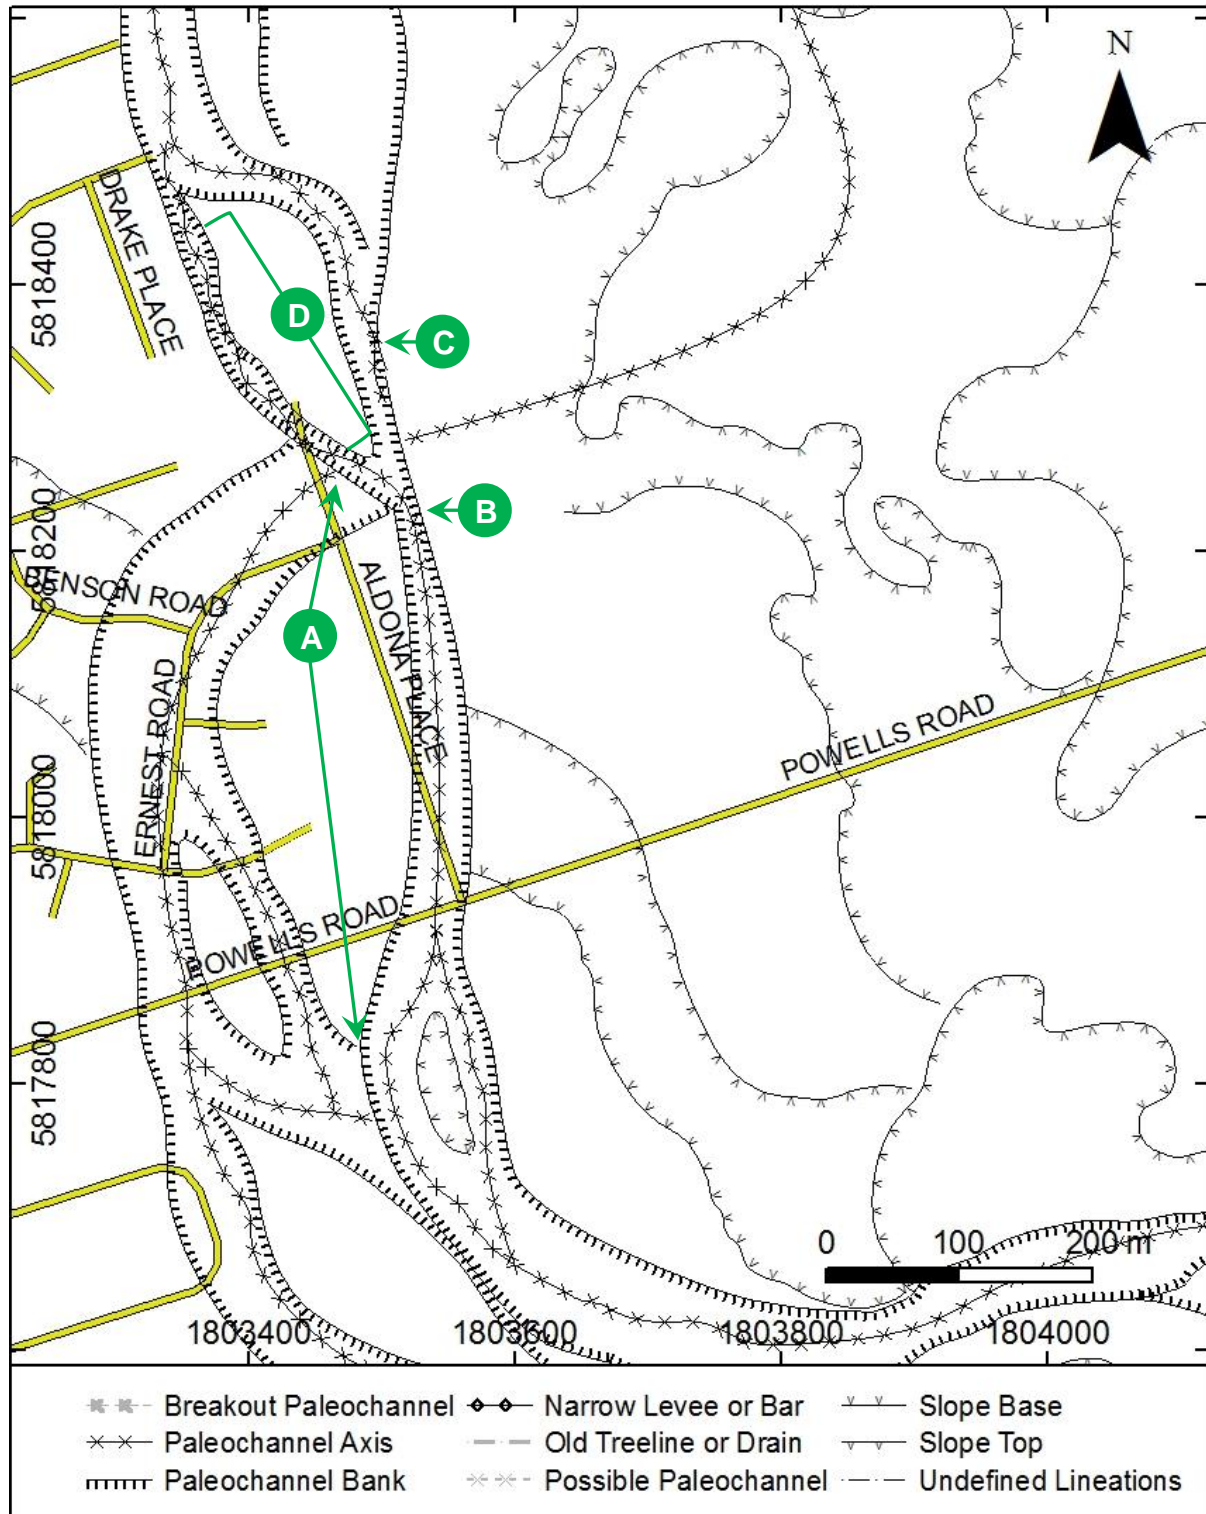 N
DRAKE PLACE
5818400
D
C
B
5818200
BENSON ROAD
A
ALDONA PLACE
ERNEST ROAD
POWELLS ROAD
5818000
POWELLS ROAD
5817800
0 100 200 m
1803400 1803600 1803800 1804000
Breakout Paleochannel Narrow Levee or Bar Slope Base
Paleochannel Axis Old Treeline or Drain Slope Top
Paleochannel Bank Possible Paleochannel Undefined Lineations